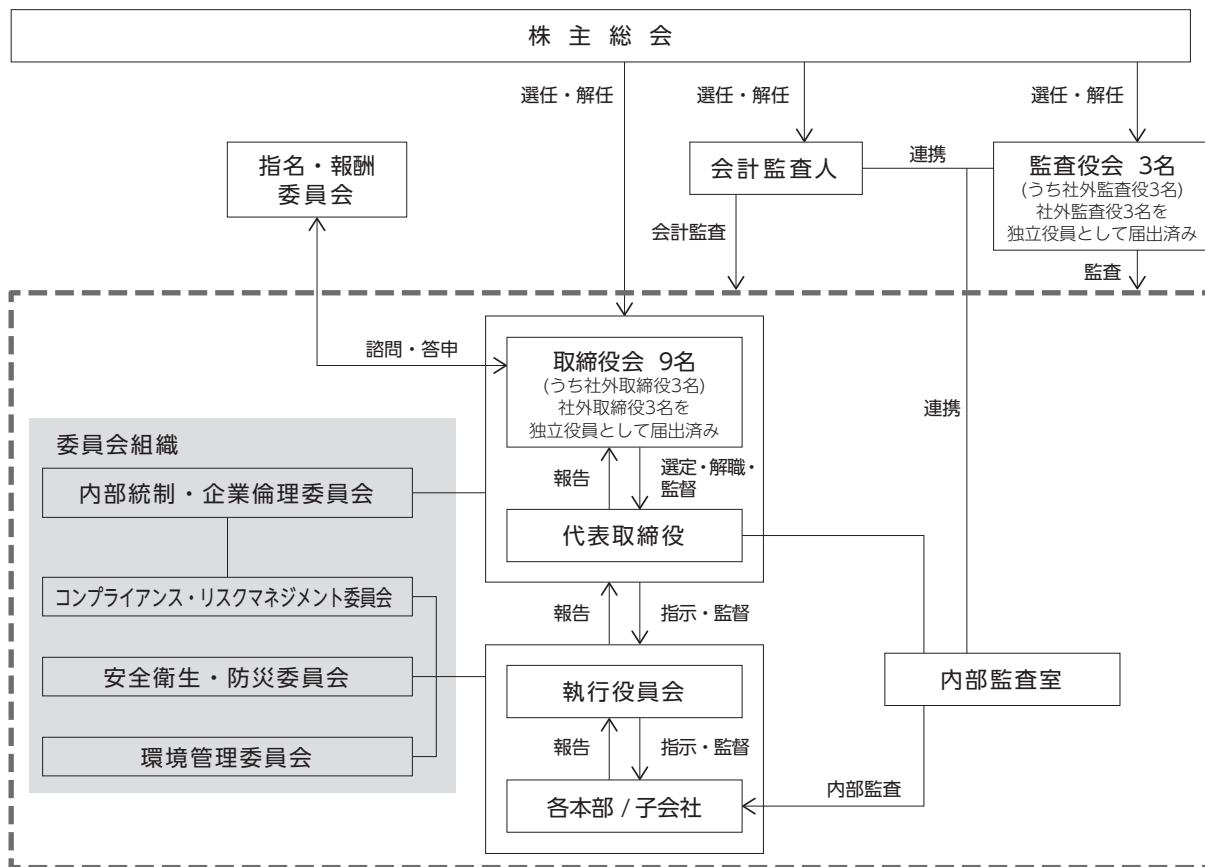 株主総会
選任・解任
選任・解任
選任・解任
指名・報酬
委員会
会計監査人
連携
監査役会 3名
(うち社外監査役3名)
社外監査役3名を
独立役員として届出済み
会計監査
監査
諮問・答申
取締役会 9名
(うち社外取締役3名)
社外取締役3名を
独立役員として届出済み
連携
報告
選定・解職・
監督
代表取締役
委員会組織
内部統制・企業倫理委員会
コンプライアンス・リスクマネジメント委員会
安全衛生・防災委員会
環境管理委員会
報告
指示・監督
執行役員会
内部監査室
報告
指示・監督
各本部 / 子会社
内部監査